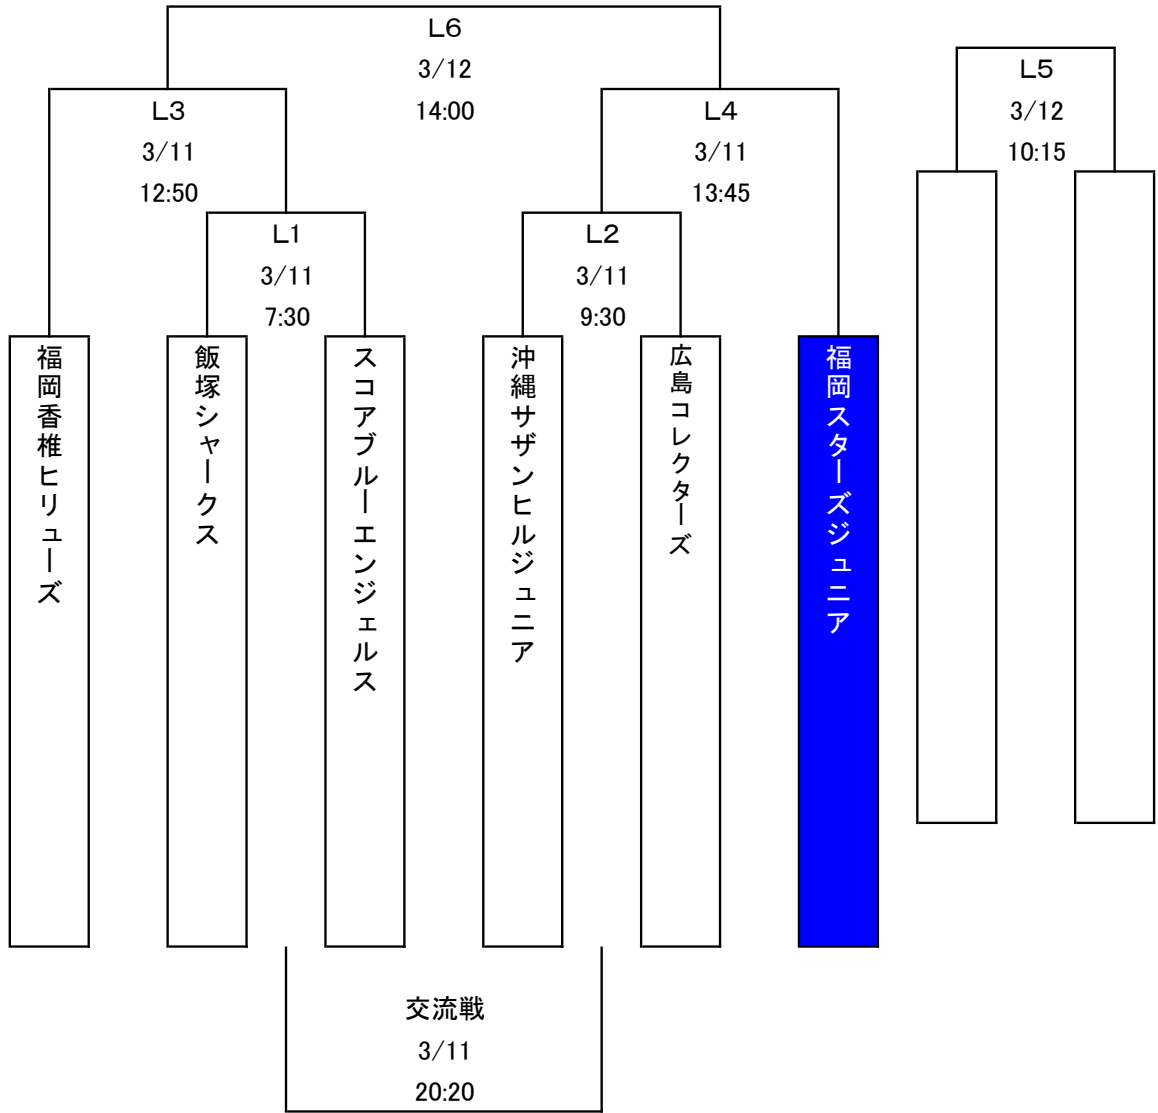 L6
3/12
14:00
L5
3/12
10:15
L3
3/11
12:50
L4
3/11
13:45
L1
3/11
7:30
L2
3/11
9:30
福岡香椎ヒリューズ
飯塚シャークス
スコアブルーエンジェルス
沖縄サザンヒルジュニア
広島コレクターズ
福岡スターズジュニア
交流戦
3/11
20:20